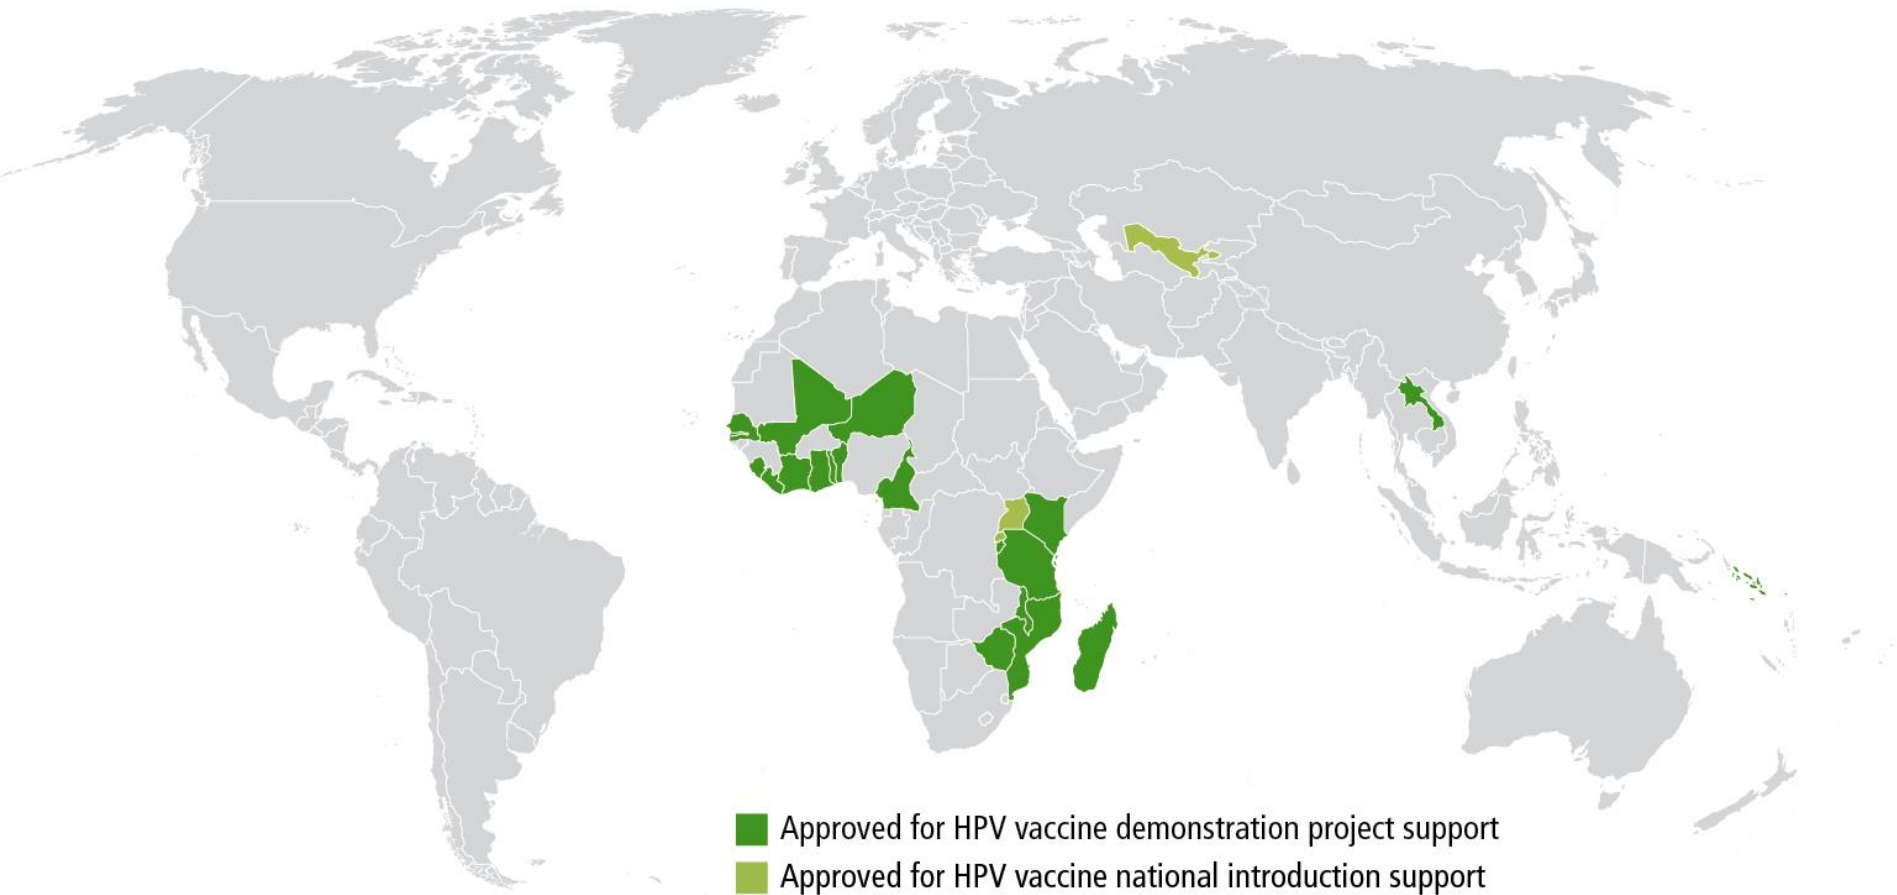 Approved for HPV vaccine demonstration project support
Approved for HPV vaccine national introduction support